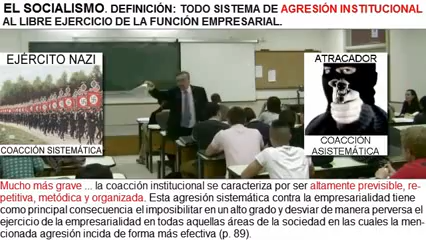 EL SOCIALISMO. DEFINICIÓN: TODO SISTEMA DE AGRESIÓN INSTITUCIONAL
AL LIBRE EJERCICIO DE LA FUNCIÓN EMPRESARIAL.
EJÉRCITO NAZI
COACCIÓN SISTEMÁTICA
ATRACADOR
COACCIÓN
ASISTEMÁTICA
Mucho más grave ... la coacción institucional se caracteriza por ser altamente previsible, re-
petitiva, metódica y organizada. Esta agresión sistemática contra la empresarialidad tiene
como principal consecuencia el imposibilitar en un alto grado y desviar de manera perversa el
ejercicio de la empresarialidad en todas aquellas áreas de la sociedad en las cuales la men-
cionada agresión incida de forma más efectiva (p. 89).